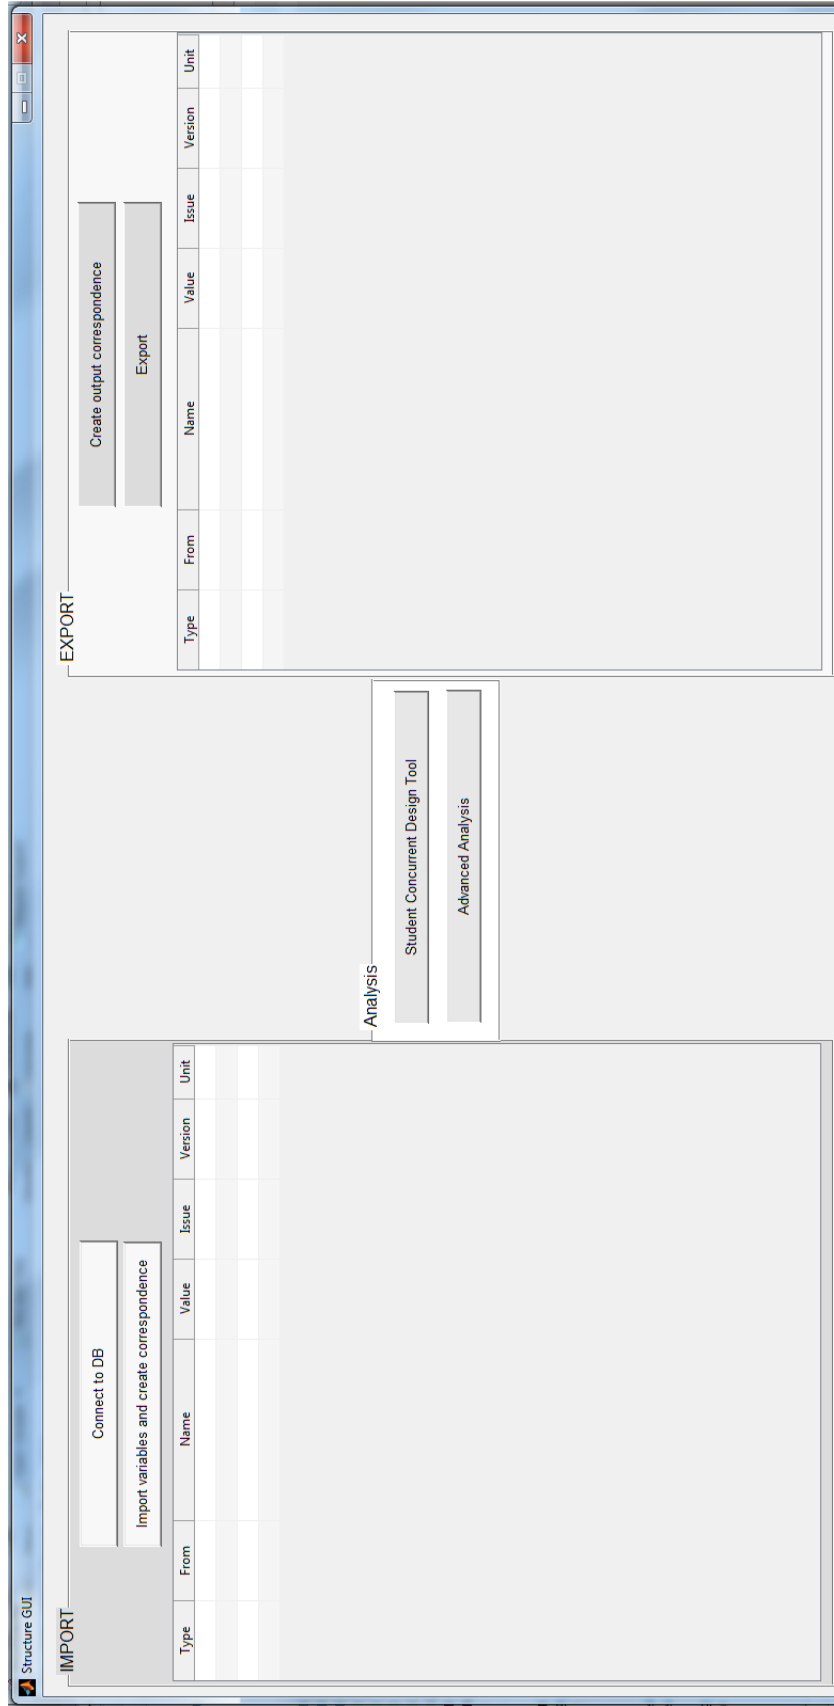 Structure GUI
IMPORT
Connect to DB
Import variables and create correspondence
Type From Name Value Issue Version Unit
Analysis
Student Concurrent Design Tool
Advanced Analysis
EXPORT
Create output correspondence
Export
Type From Name Value Issue Version Unit